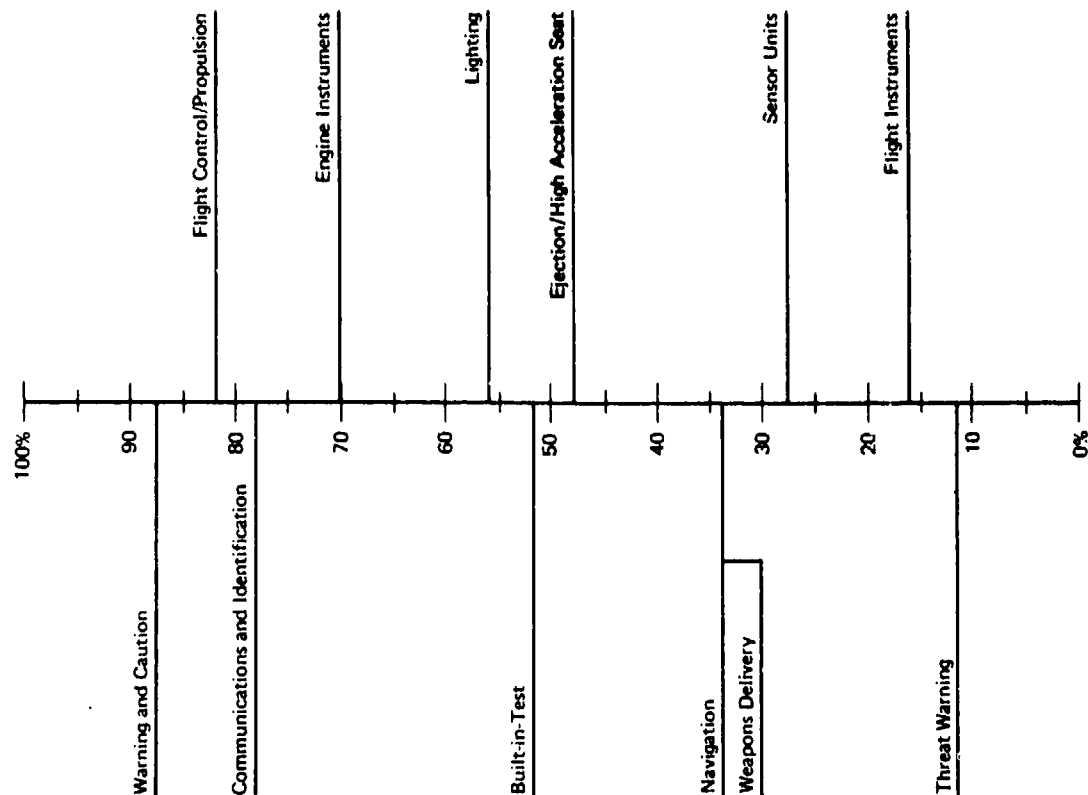 100%
90
80
70
60
50
40
30
20
10
0%
Flight Control/Propulsion
Engine Instruments
Lighting
Ejection/High Acceleration Seat
Sensor Units
Flight Instruments
Warning and Caution
Communications and Identification
Built-in-Test
Navigation
Weapons Delivery
Threat Warning